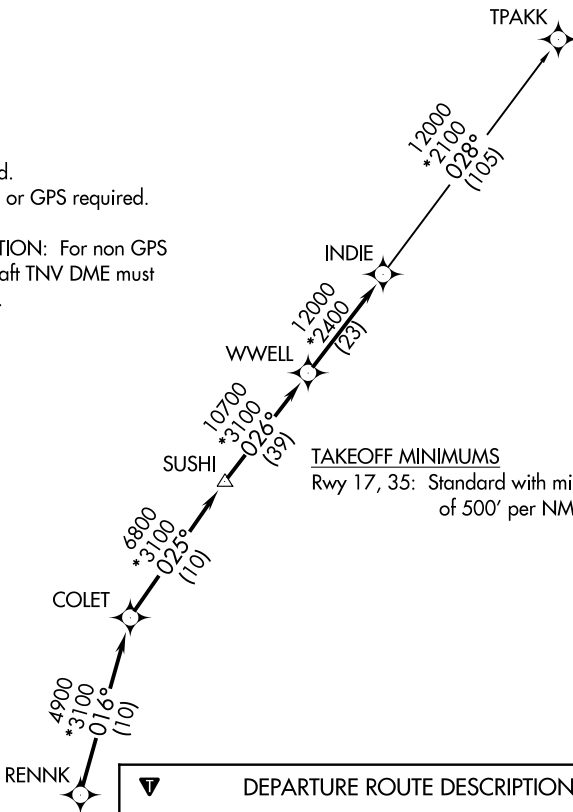 TPAKK
12000
*2100
028°
(105)
d.
or GPS required.
TION: For non GPS
aft TNV DME must
.
INDIE
12000
*2400
(23)
WWELL
10700
*3100
026°
(39)
SUSHI
TAKEOFF MINIMUMS
Rwy 17, 35: Standard with mi
of 500' per NM
6800
*3100
025°
(10)
COLET
4900
*3100
016°
(10)
RENNK
T DEPARTURE ROUTE DESCRIPTION